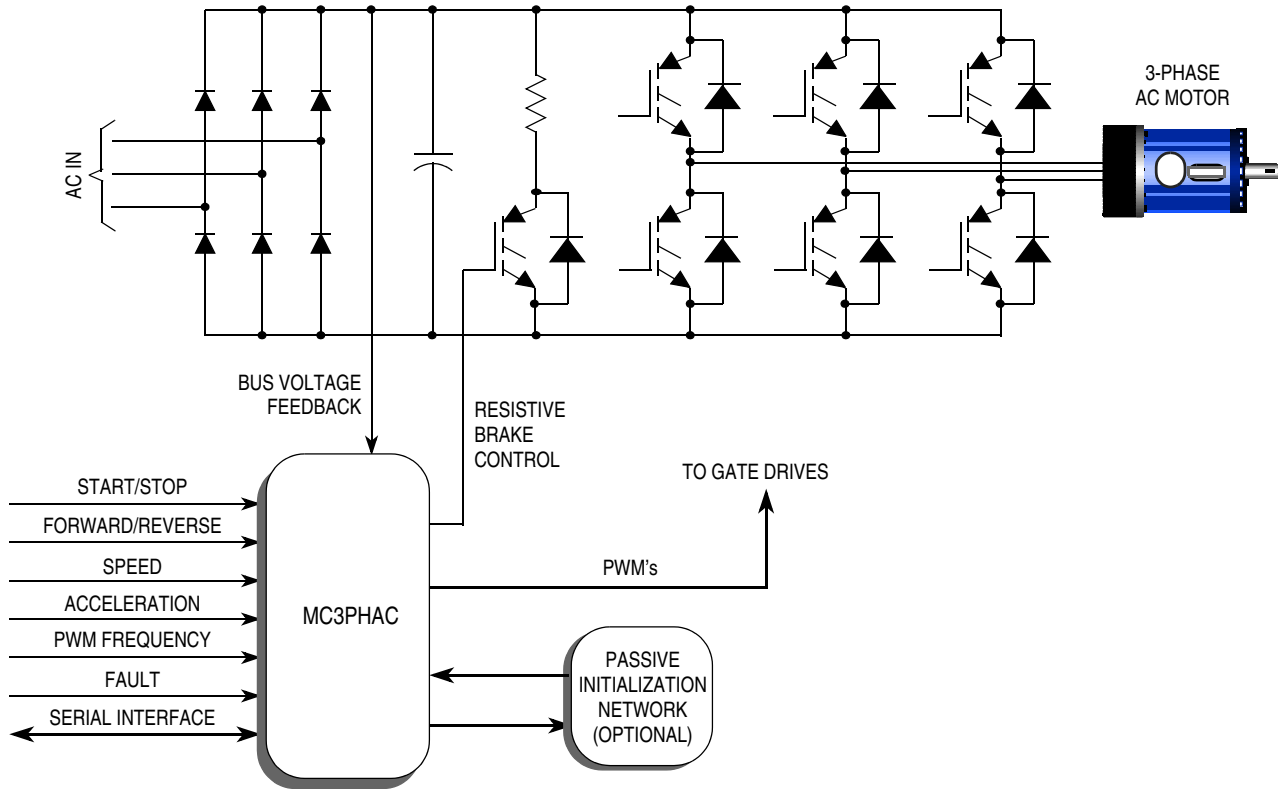 3-PHASE
AC MOTOR
AC IN
BUS VOLTAGE
FEEDBACK
RESISTIVE
BRAKE
CONTROL
TO GATE DRIVES
START/STOP
FORWARD/REVERSE
SPEED
ACCELERATION
PWM FREQUENCY
FAULT
SERIAL INTERFACE
MC3PHAC
PWM's
PASSIVE
INITIALIZATION
NETWORK
(OPTIONAL)